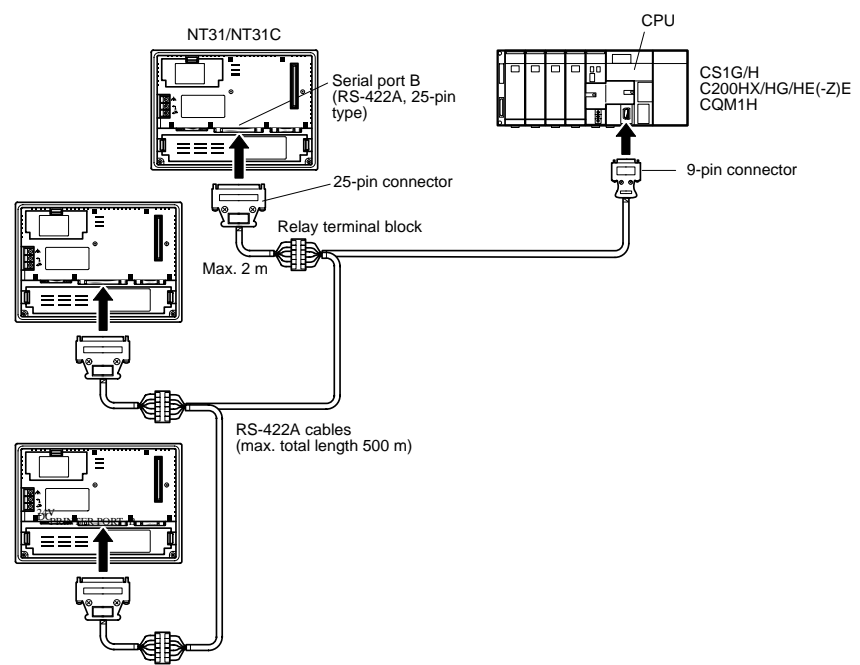 CPU
NT31/NT31C
Serial port B
(RS-422A, 25-pin
type)
CS1G/H
C200HX/HG/HE(-Z)E
CQM1H
25-pin connector
9-pin connector
Relay terminal block
Max. 2 m
RS-422A cables
(max. total length 500 m)
PRINTER PORT